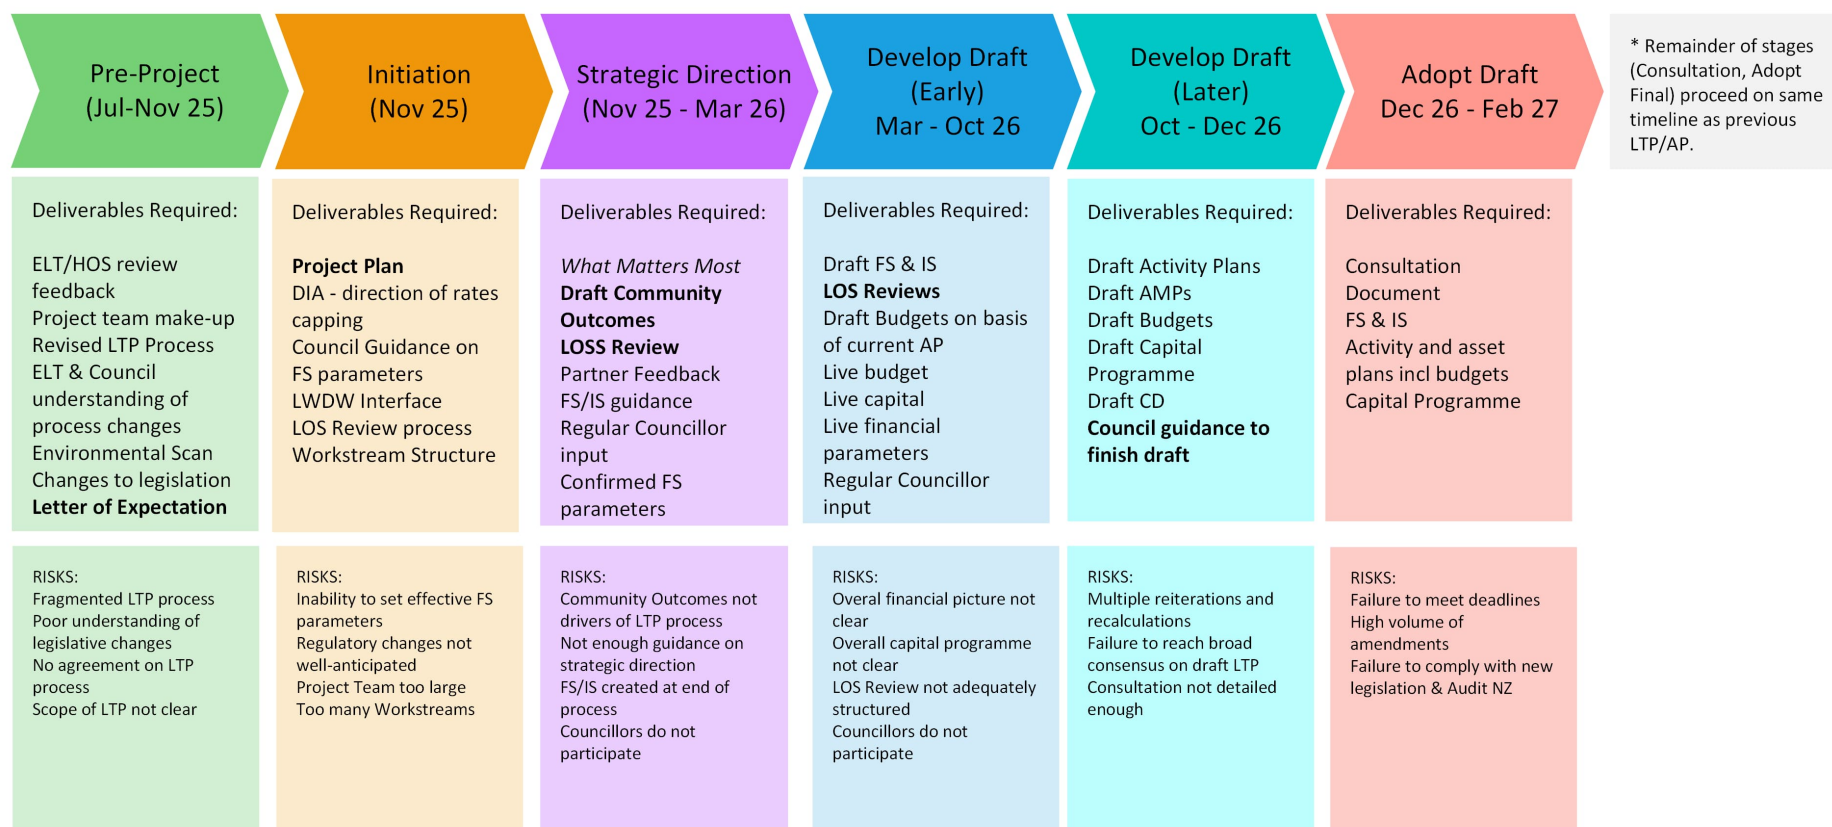 Pre-Project
(Jul-Nov 25)
Initiation
(Nov 25)
Strategic Direction
(Nov 25 - Mar 26)
Develop Draft
(Early)
Mar - Oct 26
Develop Draft
(Later)
Oct - Dec 26
Adopt Draft
Dec 26 - Feb 27
* Remainder of stages
(Consultation, Adopt
Final) proceed on same
timeline as previous
LTP/AP.
Deliverables Required:
ELT/HOS review
feedback
Project team make-up
Revised LTP Process
ELT & Council
understanding of
process changes
Environmental Scan
Changes to legislation
Letter of Expectation
Deliverables Required:
Project Plan
DIA - direction of rates
capping
Council Guidance on
FS parameters
LWDW Interface
LOS Review process
Workstream Structure
Deliverables Required:
What Matters Most
Draft Community
Outcomes
LOSS Review
Partner Feedback
FS/IS guidance
Regular Councillor
input
Confirmed FS
parameters
Deliverables Required:
Draft FS & IS
LOS Reviews
Draft Budgets on basis
of current AP
Live budget
Live capital
Live financial
parameters
Regular Councillor
input
Deliverables Required:
Draft Activity Plans
Draft AMPs
Draft Budgets
Draft Capital
Programme
Draft CD
Council guidance to
finish draft
Deliverables Required:
Consultation
Document
FS & IS
Activity and asset
plans incl budgets
Capital Programme
RISKS:
Fragmented LTP process
Poor understanding of
legislative changes
No agreement on LTP
process
Scope of LTP not clear
RISKS:
Inability to set effective FS
parameters
Regulatory changes not
well-anticipated
Project Team too large
Too many Workstreams
RISKS:
Community Outcomes not
drivers of LTP process
Not enough guidance on
strategic direction
FS/IS created at end of
process
Councillors do not
participate
RISKS:
Overal financial picture not
clear
Overall capital programme
not clear
LOS Review not adequately
structured
Councillors do not
participate
RISKS:
Multiple reiterations and
recalculations
Failure to reach broad
consensus on draft LTP
Consultation not detailed
enough
RISKS:
Failure to meet deadlines
High volume of
amendments
Failure to comply with new
legislation & Audit NZ